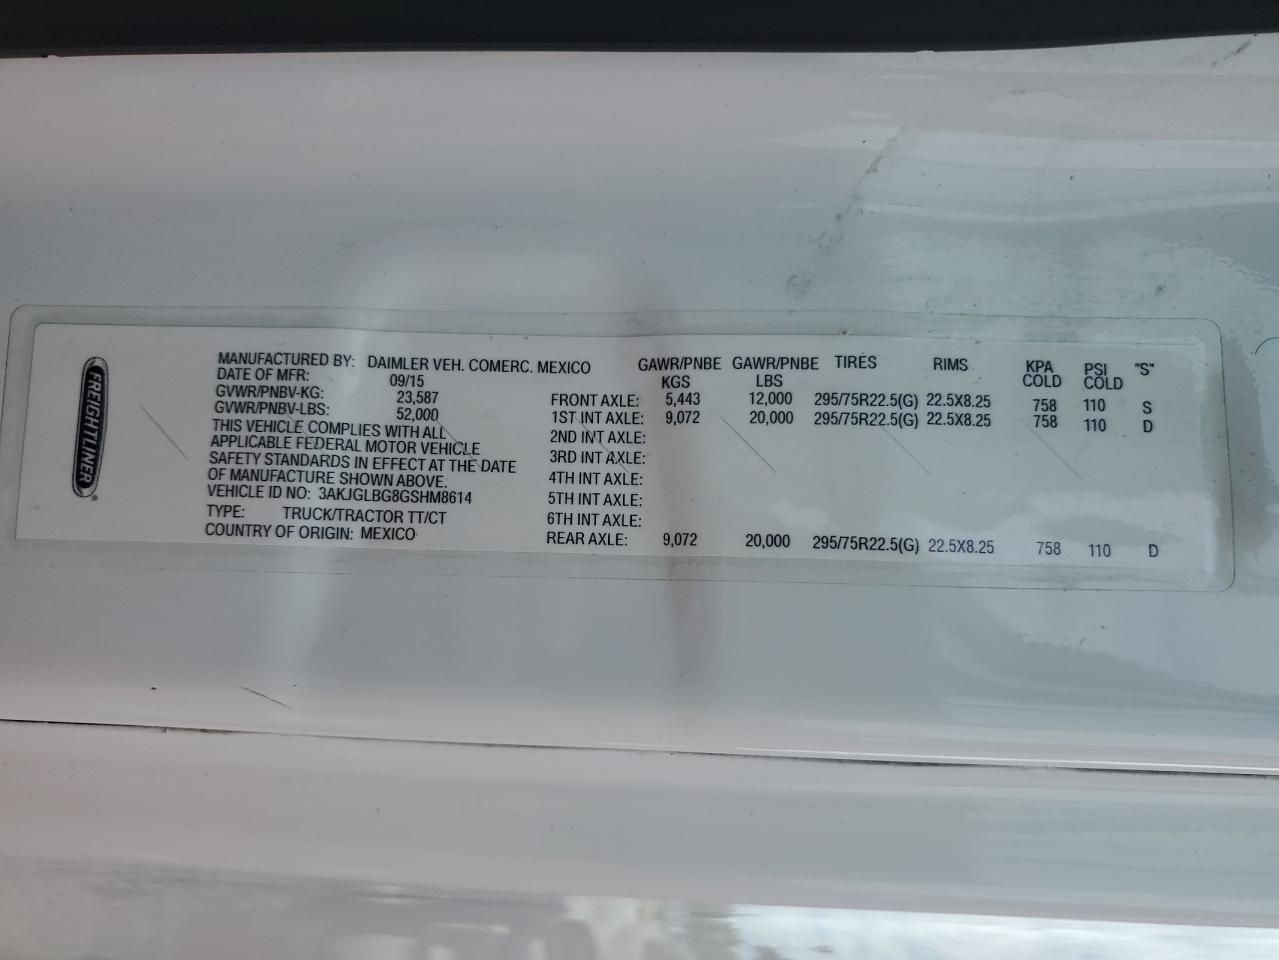 FREIGHTLINER®
MANUFACTURED BY: DAIMLER VEH. COMERC. MEXICO
DATE OF MFR: 09/15
GVWR/PNBV-KG: 23,587
GVWR/PNBV-LBS: 52,000
THIS VEHICLE COMPLIES WITH ALL
APPLICABLE FEDERAL MOTOR VEHICLE
SAFETY STANDARDS IN EFFECT AT THE DATE
OF MANUFACTURE SHOWN ABOVE.
VEHICLE ID NO: 3AKJGLBG8GSHM8614
TYPE: TRUCK/TRACTOR TT/CT
COUNTRY OF ORIGIN: MEXICO
GAWR/PNBE GAWR/PNBE TIRES RIMS KPA PSI "S"
KGS LBS COLD COLD
FRONT AXLE: 5,443 12,000 295/75R22.5(G) 22.5X8.25 758 110 S
1ST INT AXLE: 9,072 20,000 295/75R22.5(G) 22.5X8.25 758 110 D
2ND INT AXLE:
3RD INT AXLE:
4TH INT AXLE:
5TH INT AXLE:
6TH INT AXLE:
REAR AXLE: 9,072 20,000 295/75R22.5(G) 22.5X8.25 758 110 D